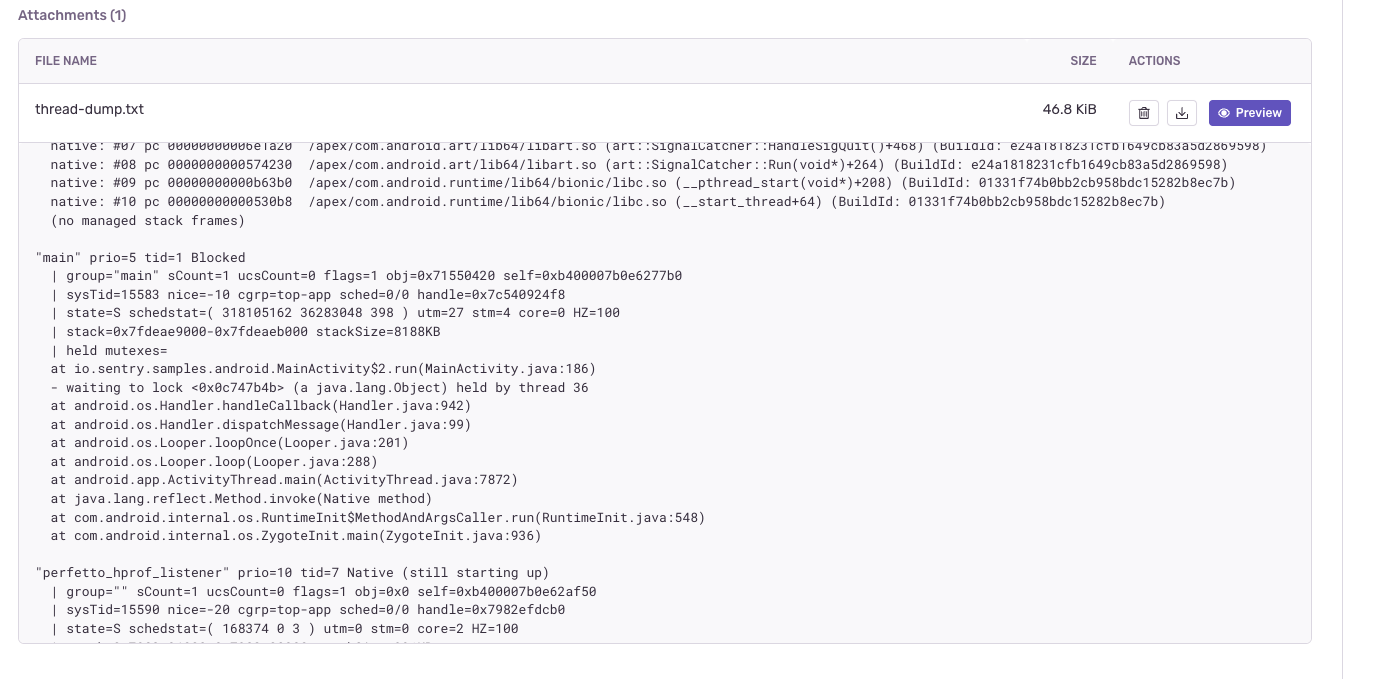 Attachments (1)
FILE NAME SIZE ACTIONS
thread-dump.txt 46.8 KiB Preview
native: #07 pc 00000000006e1a20 /apex/com.android.art/lib64/libart.so (art::SignalCatcher::HandleSigQuit()+468) (BuildId: e24a1818231cfb1649cb83a5d2869598)
native: #08 pc 0000000000574230 /apex/com.android.art/lib64/libart.so (art::SignalCatcher::Run(void*)+264) (BuildId: e24a1818231cfb1649cb83a5d2869598)
native: #09 pc 00000000000b63b0 /apex/com.android.runtime/lib64/bionic/libc.so (__pthread_start(void*)+208) (BuildId: 01331f74b0bb2cb958bdc15282b8ec7b)
native: #10 pc 00000000000530b8 /apex/com.android.runtime/lib64/bionic/libc.so (__start_thread+64) (BuildId: 01331f74b0bb2cb958bdc15282b8ec7b)
(no managed stack frames)
"main" prio=5 tid=1 Blocked
| group="main" sCount=1 ucsCount=0 flags=1 obj=0x71550420 self=0xb400007b0e6277b0
| sysTid=15583 nice=-10 cgrp=top-app sched=0/0 handle=0x7c540924f8
| state=S schedstat=( 318105162 36283048 398 ) utm=27 stm=4 core=0 HZ=100
| stack=0x7fdeae9000-0x7fdeaeb000 stackSize=8188KB
| held mutexes=
at io.sentry.samples.android.MainActivity$2.run(MainActivity.java:186)
- waiting to lock <0x0c747b4b> (a java.lang.Object) held by thread 36
at android.os.Handler.handleCallback(Handler.java:942)
at android.os.Handler.dispatchMessage(Handler.java:99)
at android.os.Looper.loopOnce(Looper.java:201)
at android.os.Looper.loop(Looper.java:288)
at android.app.ActivityThread.main(ActivityThread.java:7872)
at java.lang.reflect.Method.invoke(Native method)
at com.android.internal.os.RuntimeInit$MethodAndArgsCaller.run(RuntimeInit.java:548)
at com.android.internal.os.ZygoteInit.main(ZygoteInit.java:936)
"perfetto_hprof_listener" prio=10 tid=7 Native (still starting up)
| group="" sCount=1 ucsCount=0 flags=1 obj=0x0 self=0xb400007b0e62af50
| sysTid=15590 nice=-20 cgrp=top-app sched=0/0 handle=0x7982efdcb0
| state=S schedstat=( 168374 0 3 ) utm=0 stm=0 core=2 HZ=100